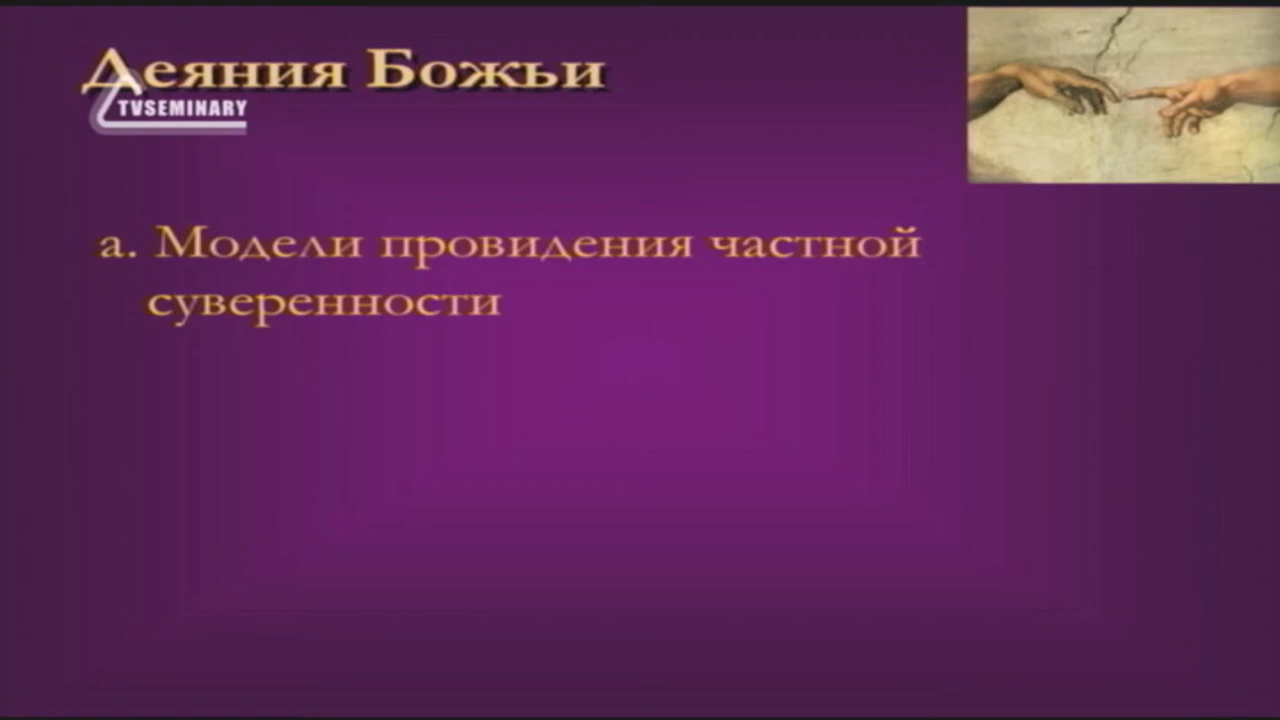 Деяния Божьи
TVSEMINARY
а. Модели провидения частной
суверенности